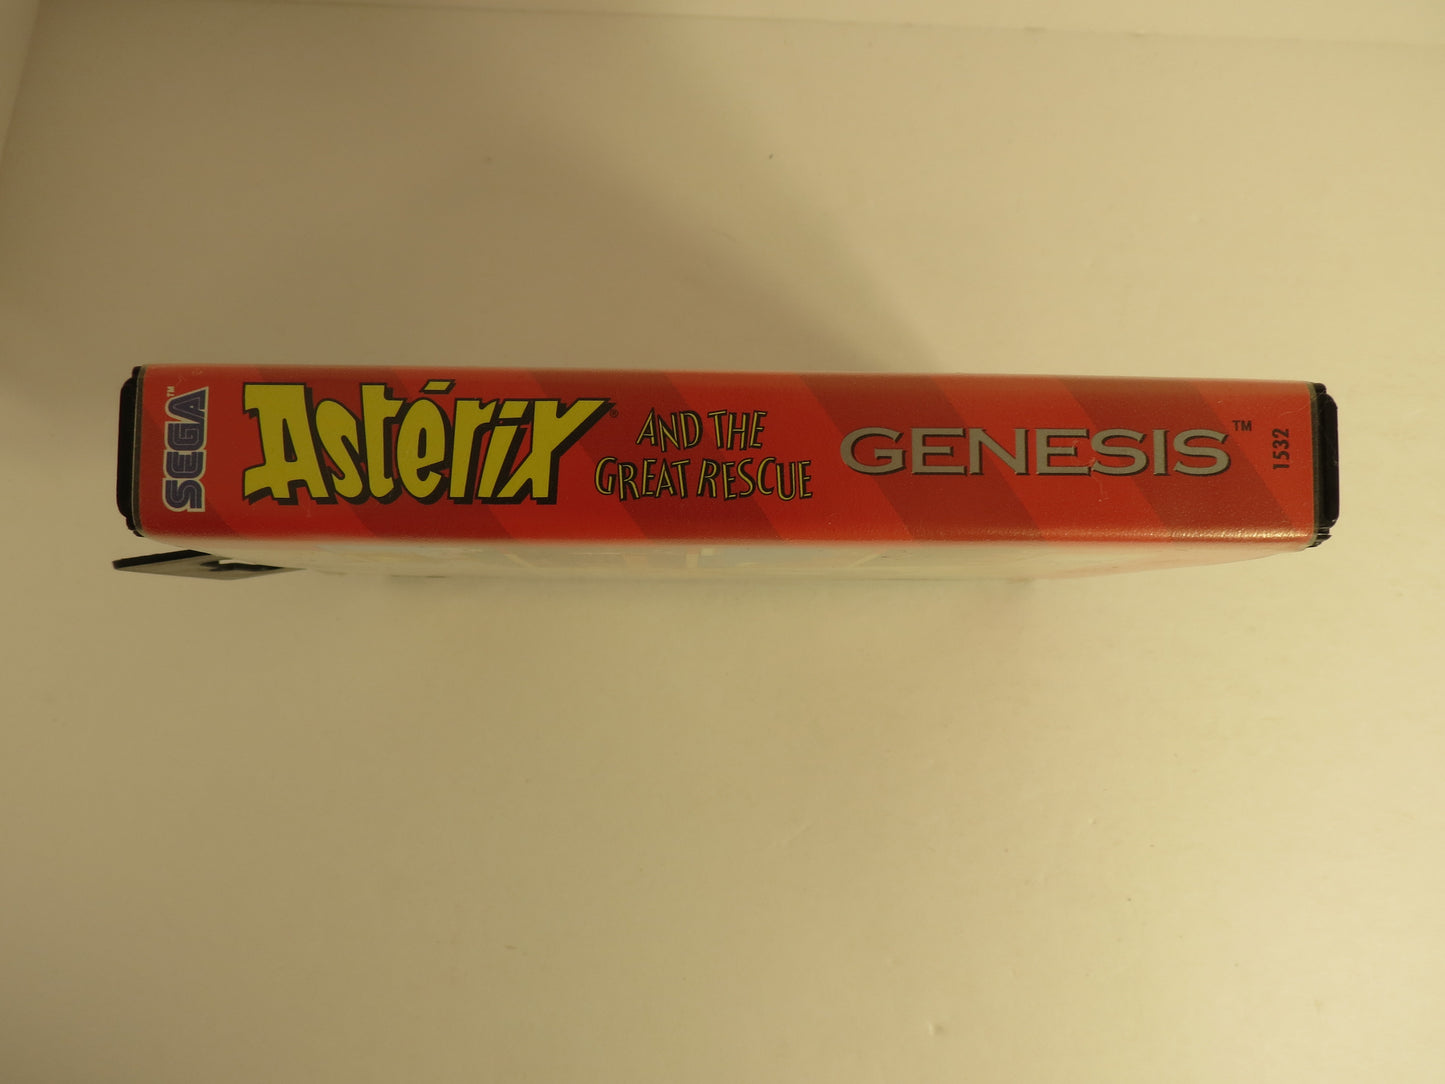 SEGA™
Astérix®
AND THE
GREAT RESCUE
GENESIS™
1532